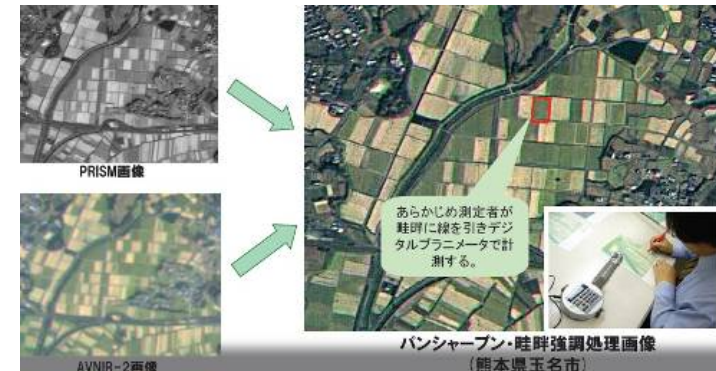 PRISM画像
AVNIR-2画像
あらかじめ測定者が
畦畔に線を引きデジ
タルプラニメータで計
測する。
パンシャープン・畦畔強調処理画像
(熊本県玉名市)